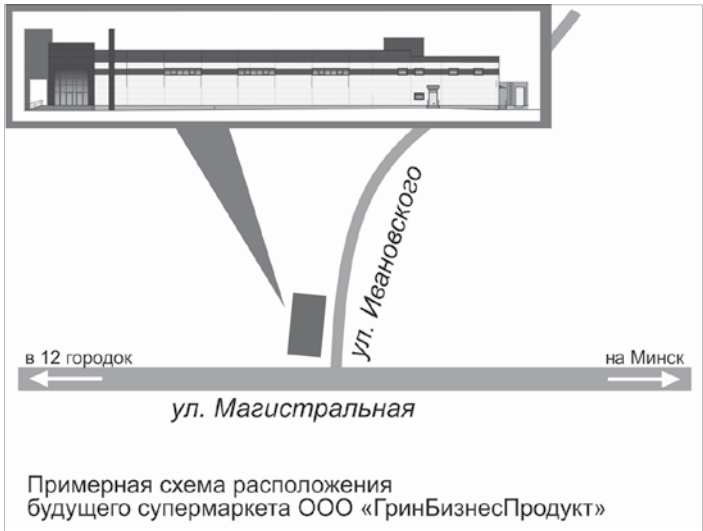 ул. Ивановского
в 12 городок
на Минск
ул. Магистральная
Примерная схема расположения
будущего супермаркета ООО «ГринБизнесПродукт»